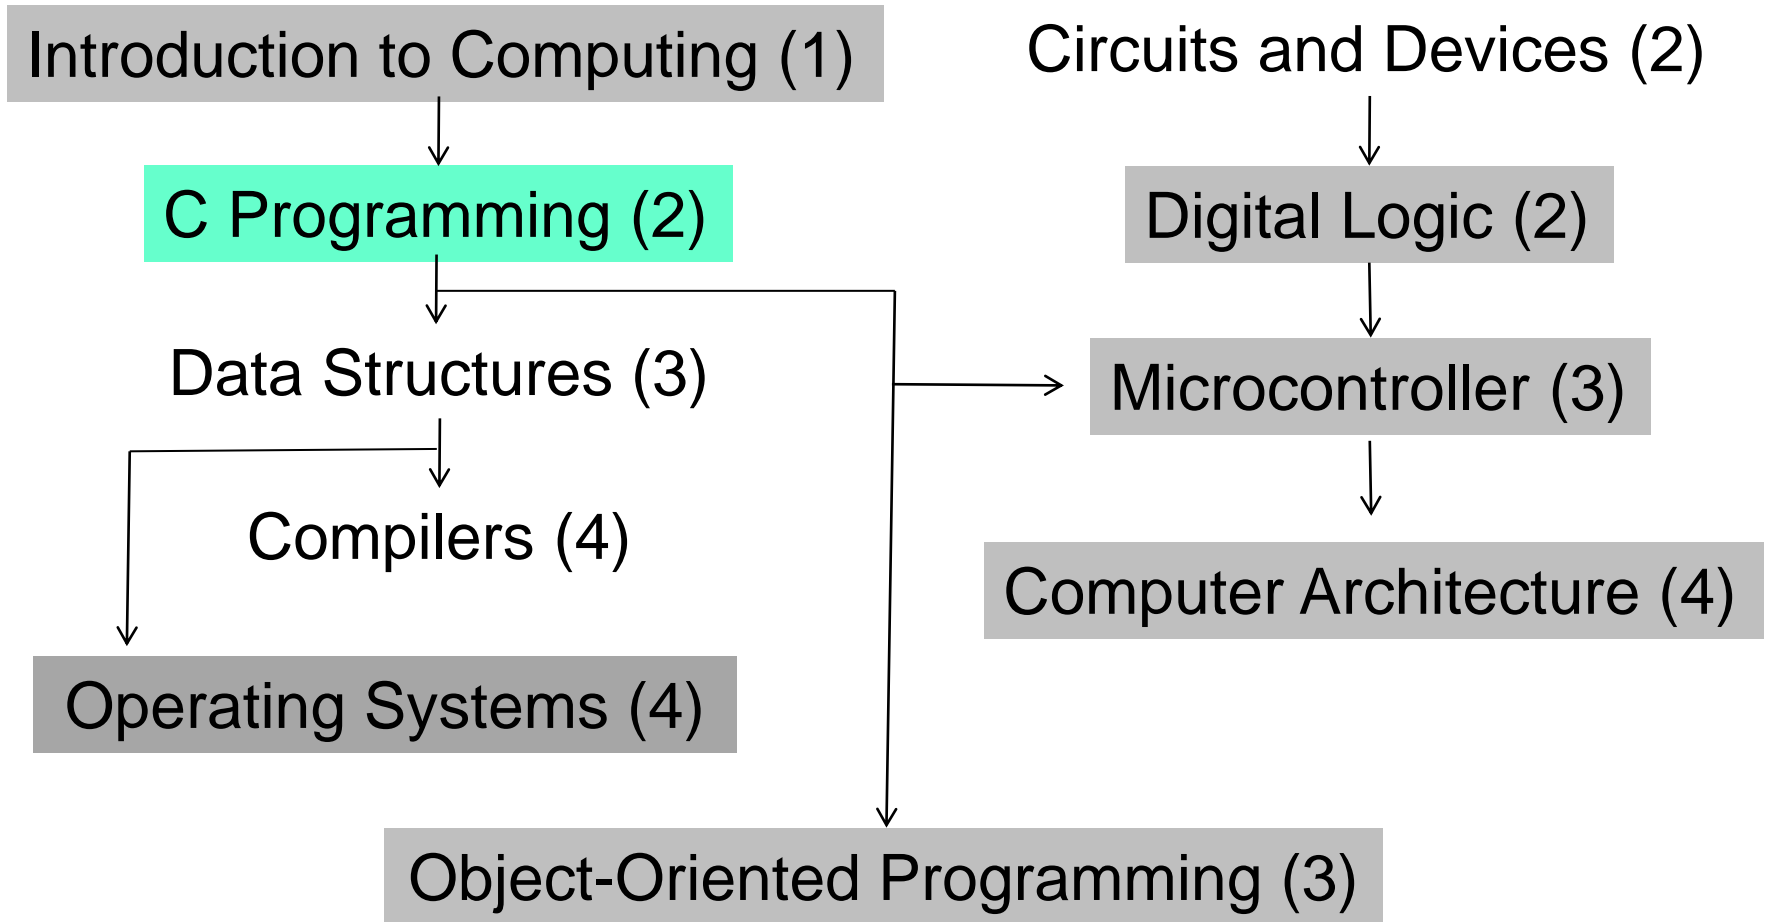 Introduction to Computing (1)
Circuits and Devices (2)
C Programming (2)
Digital Logic (2)
Data Structures (3)
Microcontroller (3)
Compilers (4)
Computer Architecture (4)
Operating Systems (4)
Object-Oriented Programming (3)